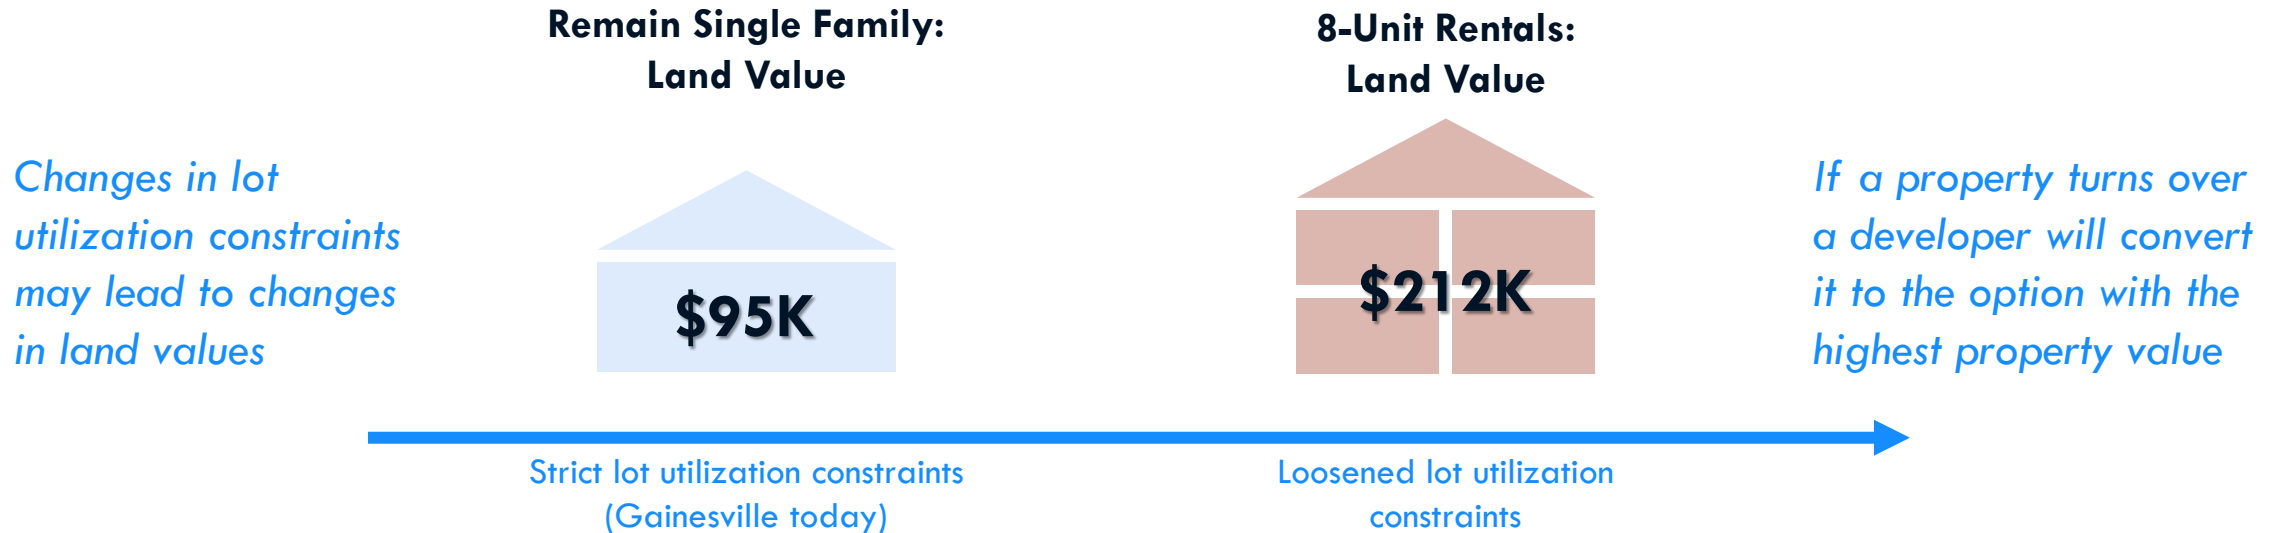 Remain Single Family:
Land Value
8-Unit Rentals:
Land Value
Changes in lot
utilization constraints
may lead to changes
in land values
$95K
$212K
If a property turns over
a developer will convert
it to the option with the
highest property value
Strict lot utilization constraints
(Gainesville today)
Loosened lot utilization
constraints